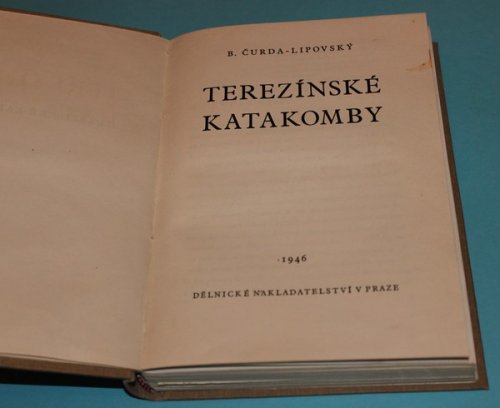 B. ČURDA-LIPOVSKÝ
TEREZÍNSKÉ
KATAKOMBY
1946
DĚLNICKÉ NAKLADATELSTVÍ V PRAZE